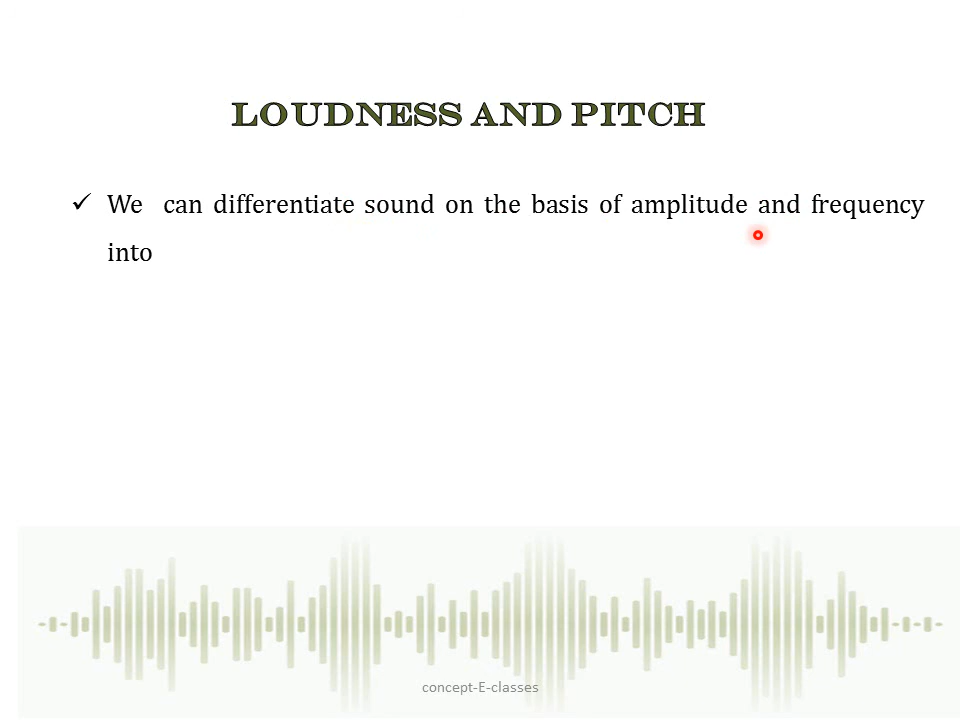 LOUDNESS AND PITCH
✓ We can differentiate sound on the basis of amplitude and frequency
into
concept-E-classes